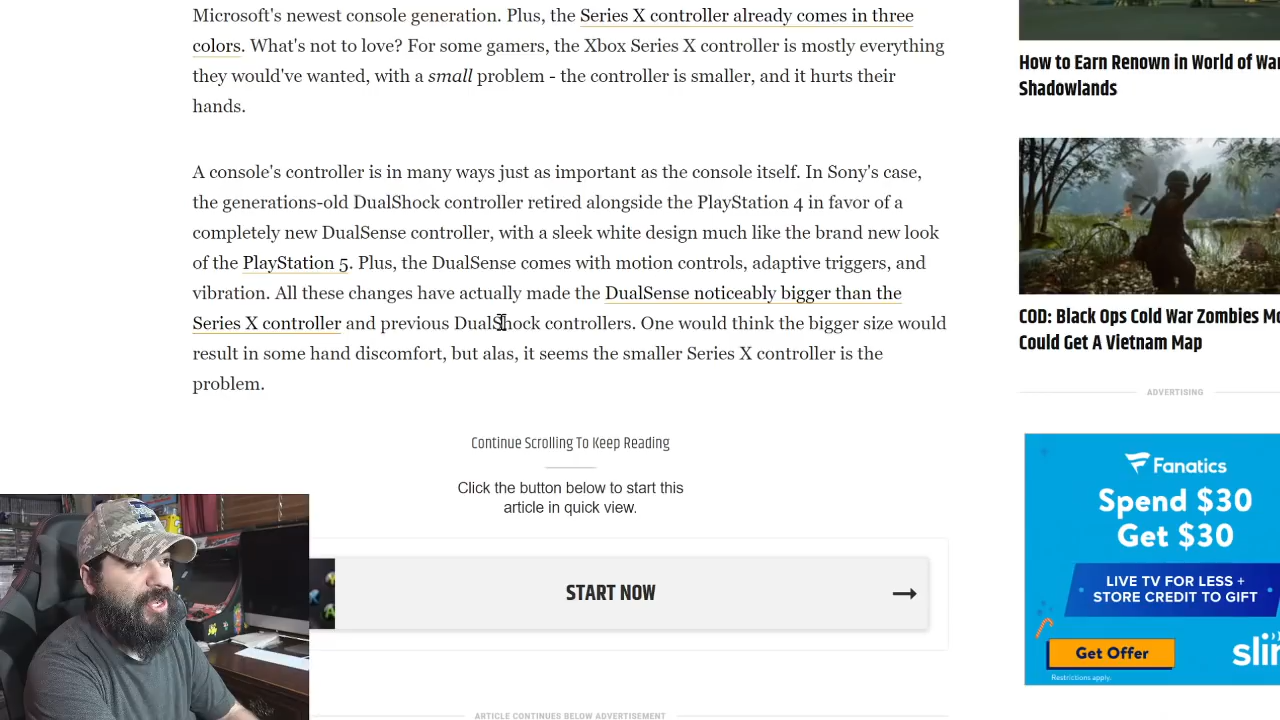 Microsoft's newest console generation. Plus, the Series X controller already comes in three
colors. What's not to love? For some gamers, the Xbox Series X controller is mostly everything
they would've wanted, with a small problem - the controller is smaller, and it hurts their
hands.
A console's controller is in many ways just as important as the console itself. In Sony's case,
the generations-old DualShock controller retired alongside the PlayStation 4 in favor of a
completely new DualSense controller, with a sleek white design much like the brand new look
of the PlayStation 5. Plus, the DualSense comes with motion controls, adaptive triggers, and
vibration. All these changes have actually made the DualSense noticeably bigger than the
Series X controller and previous DualShock controllers. One would think the bigger size would
result in some hand discomfort, but alas, it seems the smaller Series X controller is the
problem.
Continue Scrolling To Keep Reading
Click the button below to start this
article in quick view.
START NOW
ARTICLE CONTINUES BELOW ADVERTISEMENT
How to Earn Renown in World of War
Shadowlands
COD: Black Ops Cold War Zombies Mo
Could Get A Vietnam Map
ADVERTISING
Fanatics
Spend $30
Get $30
LIVE TV FOR LESS +
STORE CREDIT TO GIFT
Get Offer
Restrictions apply.